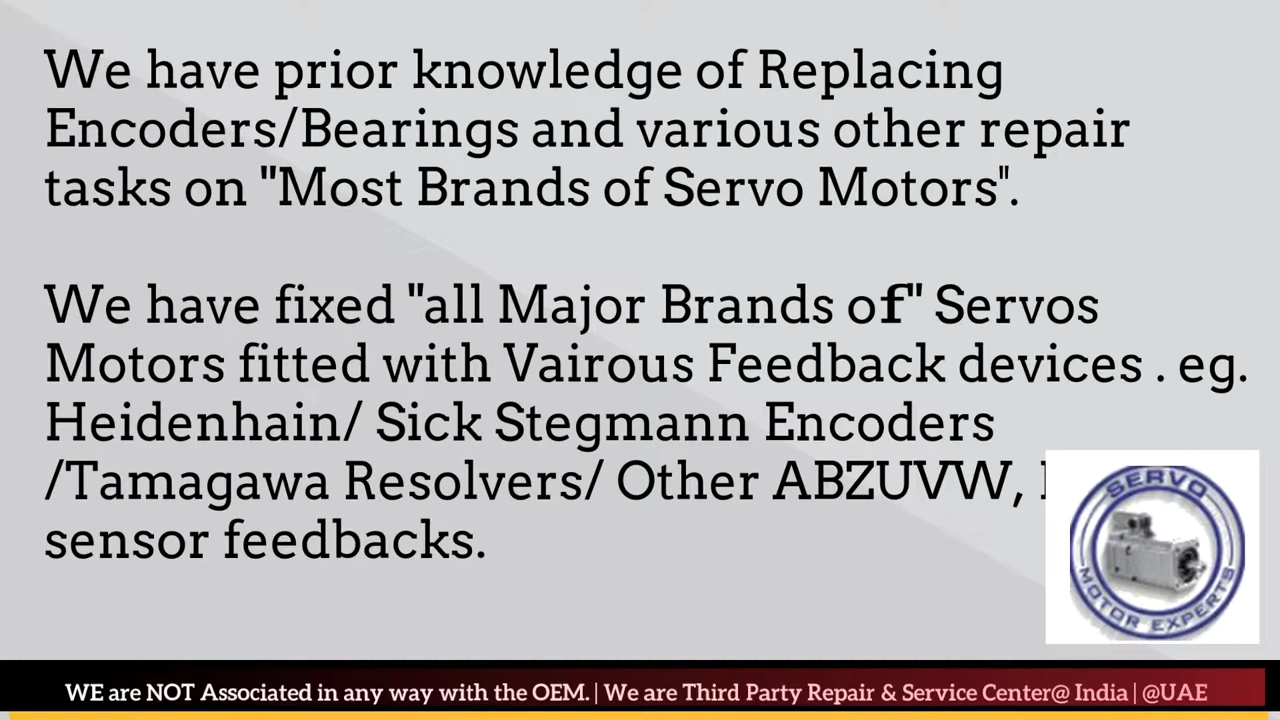 We have prior knowledge of Replacing
Encoders/Bearings and various other repair
tasks on "Most Brands of Servo Motors".
We have fixed "all Major Brands of" Servos
Motors fitted with Vairous Feedback devices . eg.
Heidenhain/ Sick Stegmann Encoders
/Tamagawa Resolvers/ Other ABZUVW,
sensor feedbacks.
SERVO
MOTOR EXPERTS
WE are NOT Associated in any way with the OEM. | We are Third Party Repair & Service Center@ India | @UAE